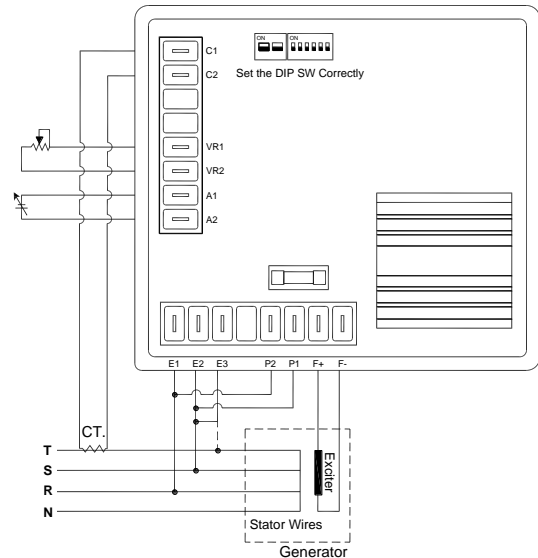 C1
ON ON
C2
Set the DIP SW Correctly
VR1
VR2
A1
A2
E1 E2 E3 P2 P1 F+ F-
CT.
T
S
R
N
Exciter
Stator Wires
Generator